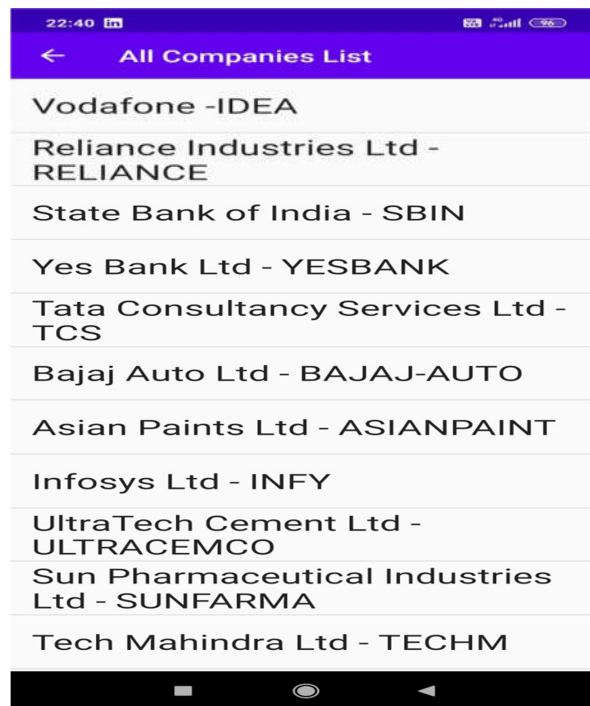 22:40 in
96
All Companies List
Vodafone -IDEA
Reliance Industries Ltd -
RELIANCE
State Bank of India - SBIN
Yes Bank Ltd - YESBANK
Tata Consultancy Services Ltd -
TCS
Bajaj Auto Ltd - BAJAJ-AUTO
Asian Paints Ltd - ASIANPAINT
Infosys Ltd - INFY
UltraTech Cement Ltd -
ULTRACEMCO
Sun Pharmaceutical Industries
Ltd - SUNFARMA
Tech Mahindra Ltd - TECHM